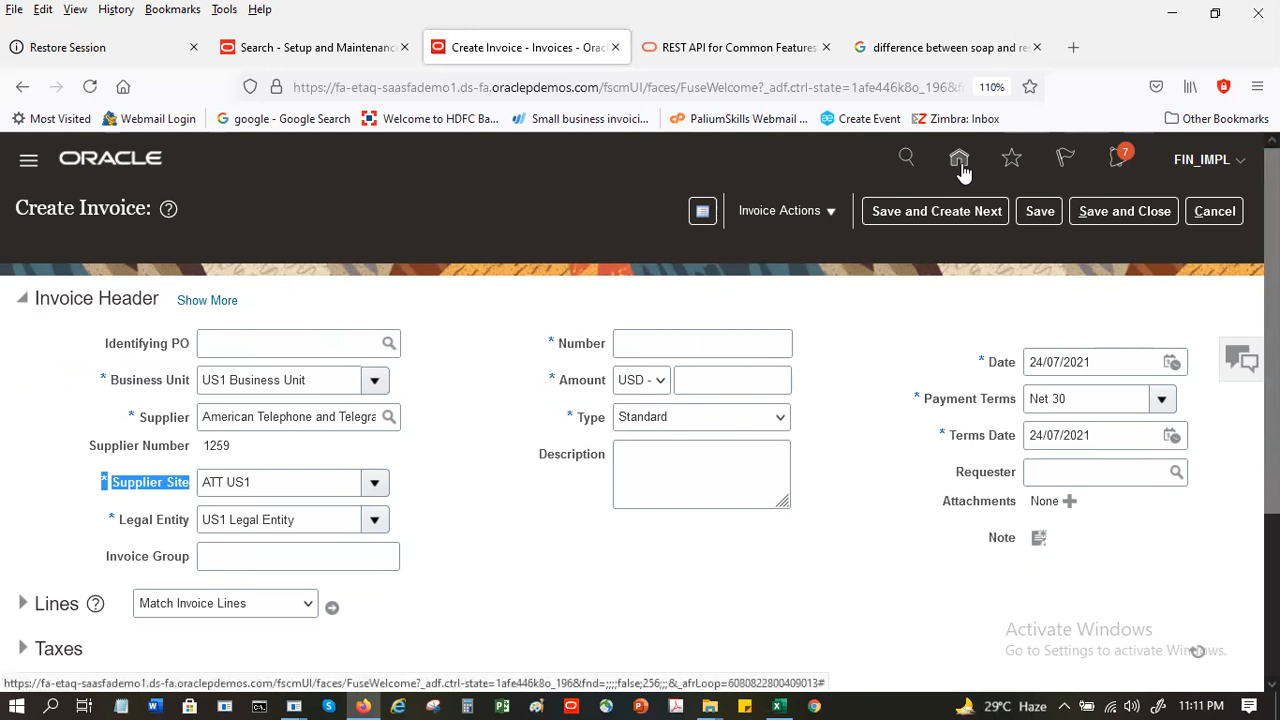 File Edit View History Bookmarks Tools Help
Restore Session × Search - Setup and Maintenanc × Create Invoice - Invoices - Orac × REST API for Common Features × difference between soap and re × +
https://fa-etaq-saasfademo1.ds-fa.oraclepdemos.com/fscmUI/faces/FuseWelcome?_adf.ctrl-state=1afe446k8o_196&f 110%
Most Visited Webmail Login google - Google Search Welcome to HDFC Ba... Small business invoici... PaliumSkills Webmail ... Create Event Zimbra: Inbox Other Bookmarks
ORACLE 7 FIN_IMPL
Create Invoice: ? Invoice Actions Save and Create Next Save Save and Close Cancel
Invoice Header Show More
Identifying PO
* Business Unit US1 Business Unit
* Supplier American Telephone and Telegra
Supplier Number 1259
* Supplier Site ATT US1
* Legal Entity US1 Legal Entity
Invoice Group
* Number
* Amount USD -
* Type Standard
Description
* Date 24/07/2021
* Payment Terms Net 30
* Terms Date 24/07/2021
Requester
Attachments None
Note
Lines ? Match Invoice Lines
Taxes
Activate Windows
Go to Settings to activate Windows.
https://fa-etaq-saasfademo1.ds-fa.oraclepdemos.com/fscmUI/faces/FuseWelcome?_adf.ctrl-state=1afe446k8o_196&fnd=;;;;false;256;;;&_afrLoop=6080822800409013#
29°C Haze ENG 11:11 PM